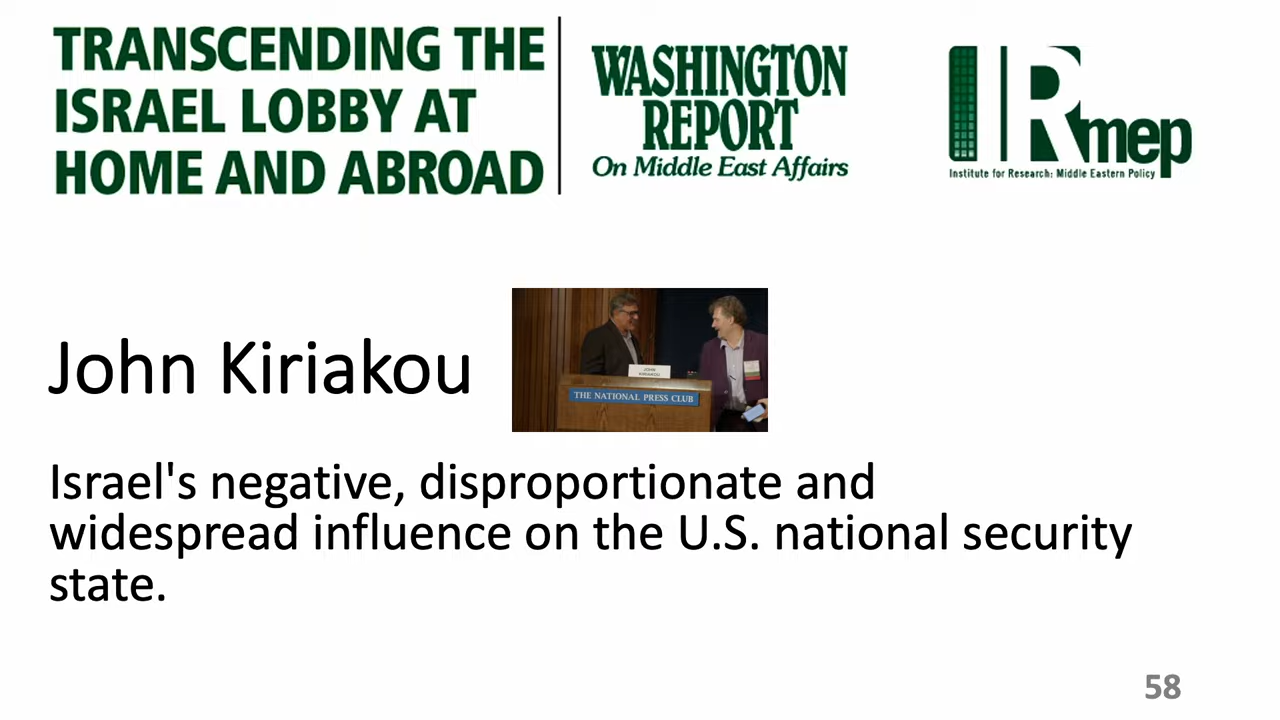 TRANSCENDING THE
ISRAEL LOBBY AT
HOME AND ABROAD
WASHINGTON
REPORT
On Middle East Affairs
IRmep
Institute for Research: Middle Eastern Policy
John Kiriakou
JOHN
KIRIAKOU
THE NATIONAL PRESS CLUB
Israel's negative, disproportionate and
widespread influence on the U.S. national security
state.
58